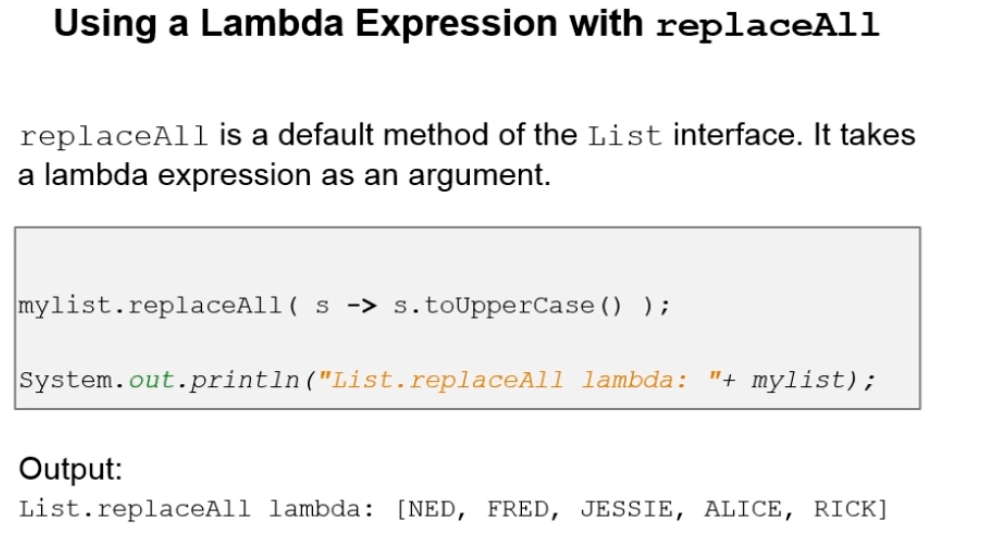 Using a Lambda Expression with replaceAll
replaceAll is a default method of the List interface. It takes
a lambda expression as an argument.
mylist.replaceAll( s -> s.toUpperCase() );
System.out.println("List.replaceAll lambda: "+ mylist);
Output:
List.replaceAll lambda: [NED, FRED, JESSIE, ALICE, RICK]